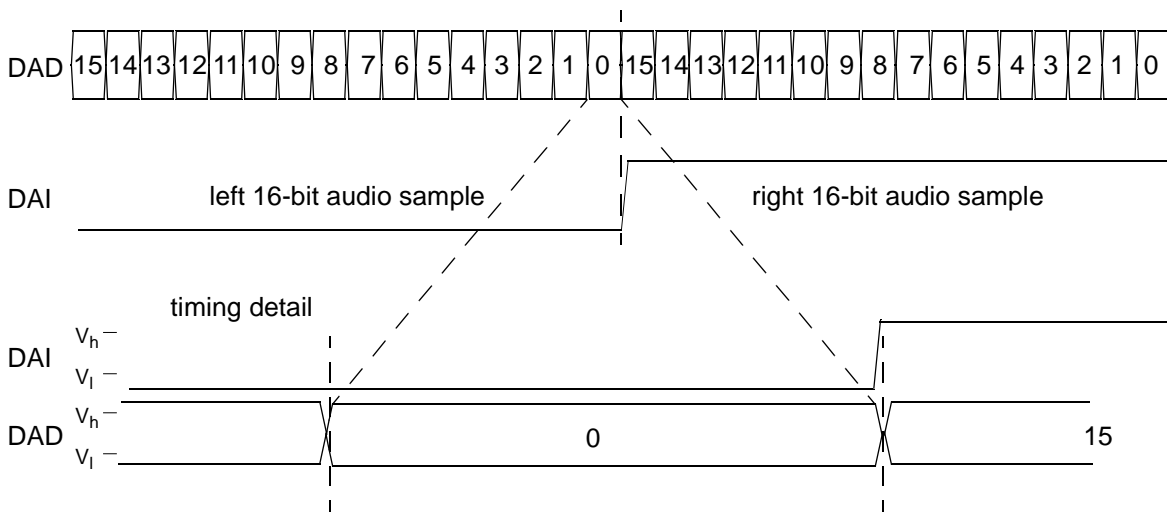 DAD 15 14 13 12 11 10 9 8 7 6 5 4 3 2 1 0 15 14 13 12 11 10 9 8 7 6 5 4 3 2 1 0
DAI left 16-bit audio sample right 16-bit audio sample
timing detail
DAI Vh
Vl
DAD Vh
Vl
0 15